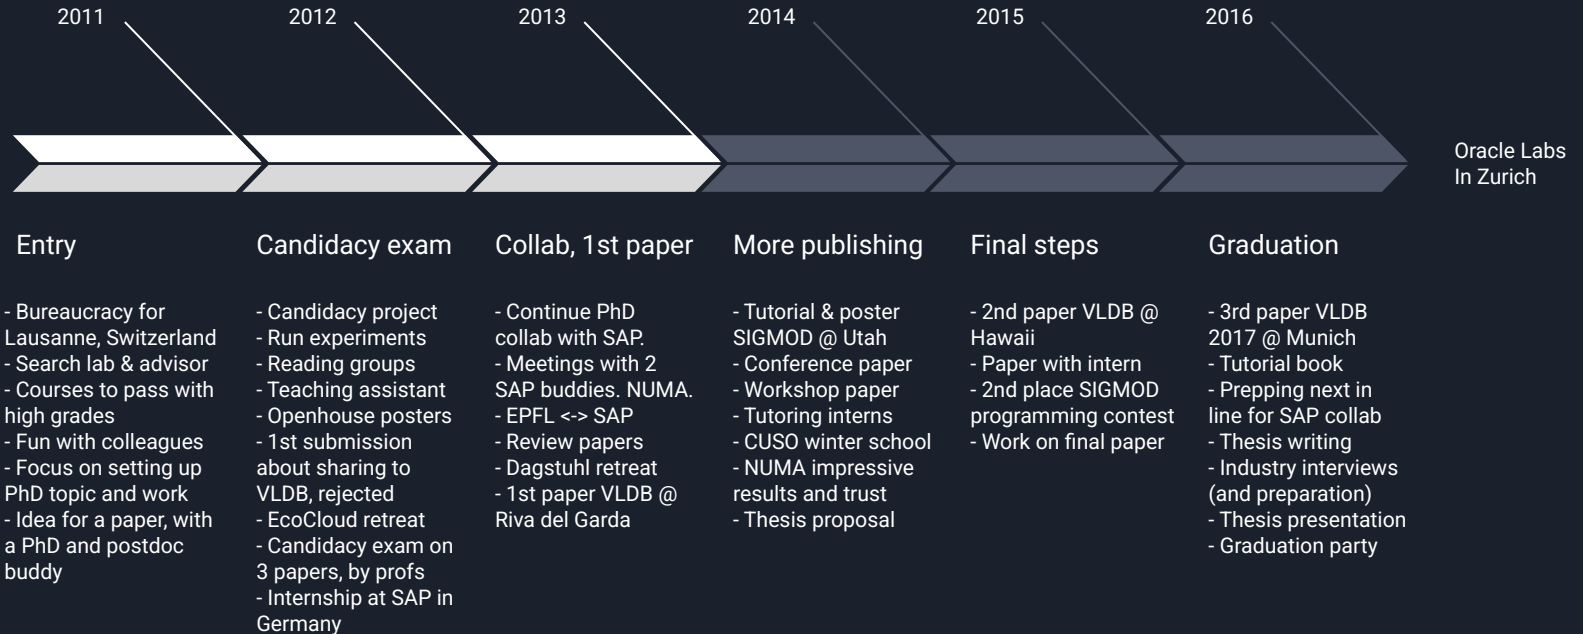 2011
2012
2013
2014
2015
2016
Oracle Labs
In Zurich
Entry
- Bureaucracy for
Lausanne, Switzerland
- Search lab & advisor
- Courses to pass with
high grades
- Fun with colleagues
- Focus on setting up
PhD topic and work
- Idea for a paper, with
a PhD and postdoc
buddy
Candidacy exam
- Candidacy project
- Run experiments
- Reading groups
- Teaching assistant
- Openhouse posters
- 1st submission
about sharing to
VLDB, rejected
- EcoCloud retreat
- Candidacy exam on
3 papers, by profs
- Internship at SAP in
Germany
Collab, 1st paper
- Continue PhD
collab with SAP.
- Meetings with 2
SAP buddies. NUMA.
- EPFL <-> SAP
- Review papers
- Dagstuhl retreat
- 1st paper VLDB @
Riva del Garda
More publishing
- Tutorial & poster
SIGMOD @ Utah
- Conference paper
- Workshop paper
- Tutoring interns
- CUSO winter school
- NUMA impressive
results and trust
- Thesis proposal
Final steps
- 2nd paper VLDB @
Hawaii
- Paper with intern
- 2nd place SIGMOD
programming contest
- Work on final paper
Graduation
- 3rd paper VLDB
2017 @ Munich
- Tutorial book
- Prepping next in
line for SAP collab
- Thesis writing
- Industry interviews
(and preparation)
- Thesis presentation
- Graduation party